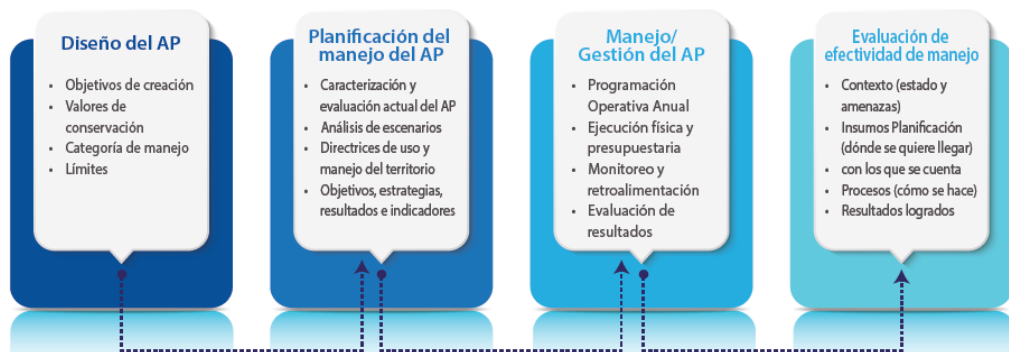 Diseño del AP
• Objetivos de creación
• Valores de
conservación
• Categoría de manejo
• Límites
Planificación del
manejo del AP
• Caracterización y
evaluación actual del AP
• Análisis de escenarios
• Directrices de uso y
manejo del territorio
• Objetivos, estrategias,
resultados e indicadores
Manejo/
Gestión del AP
• Programación
Operativa Anual
• Ejecución física y
presupuestaria
• Monitoreo y
retroalimentación
• Evaluación de
resultados
Evaluación de
efectividad de manejo
• Contexto (estado y
amenazas)
• Insumos Planificación
(dónde se quiere llegar)
• con los que se cuenta
• Procesos (cómo se hace)
• Resultados logrados